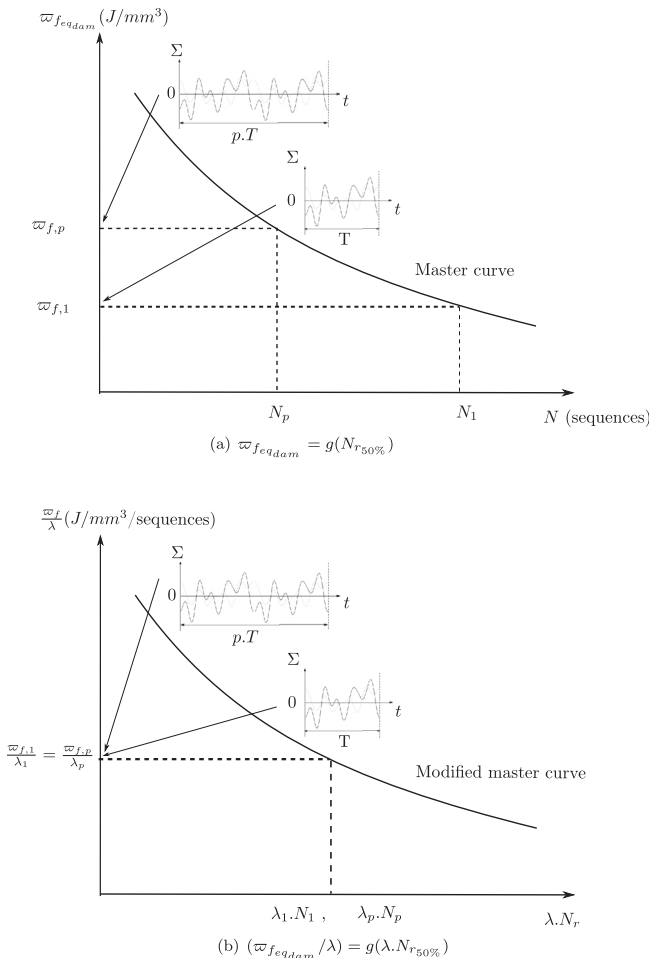 ϖ_{f_{eq_{dam}}} (J/mm³)
Σ
0
t
p.T
Σ
0
t
T
ϖ_{f,p}
Master curve
ϖ_{f,1}
N_p
N_1
N (sequences)
(a) ϖ_{f_{eq_{dam}}} = g(N_{r_{50%}})
ϖ_f/λ (J/mm³/sequences)
Σ
0
t
p.T
Σ
0
t
T
ϖ_{f,1}/λ_1 = ϖ_{f,p}/λ_p
Modified master curve
λ_1.N_1 , λ_p.N_p
λ.N_r
(b) (ϖ_{f_{eq_{dam}}}/λ) = g(λ.N_{r_{50%}})